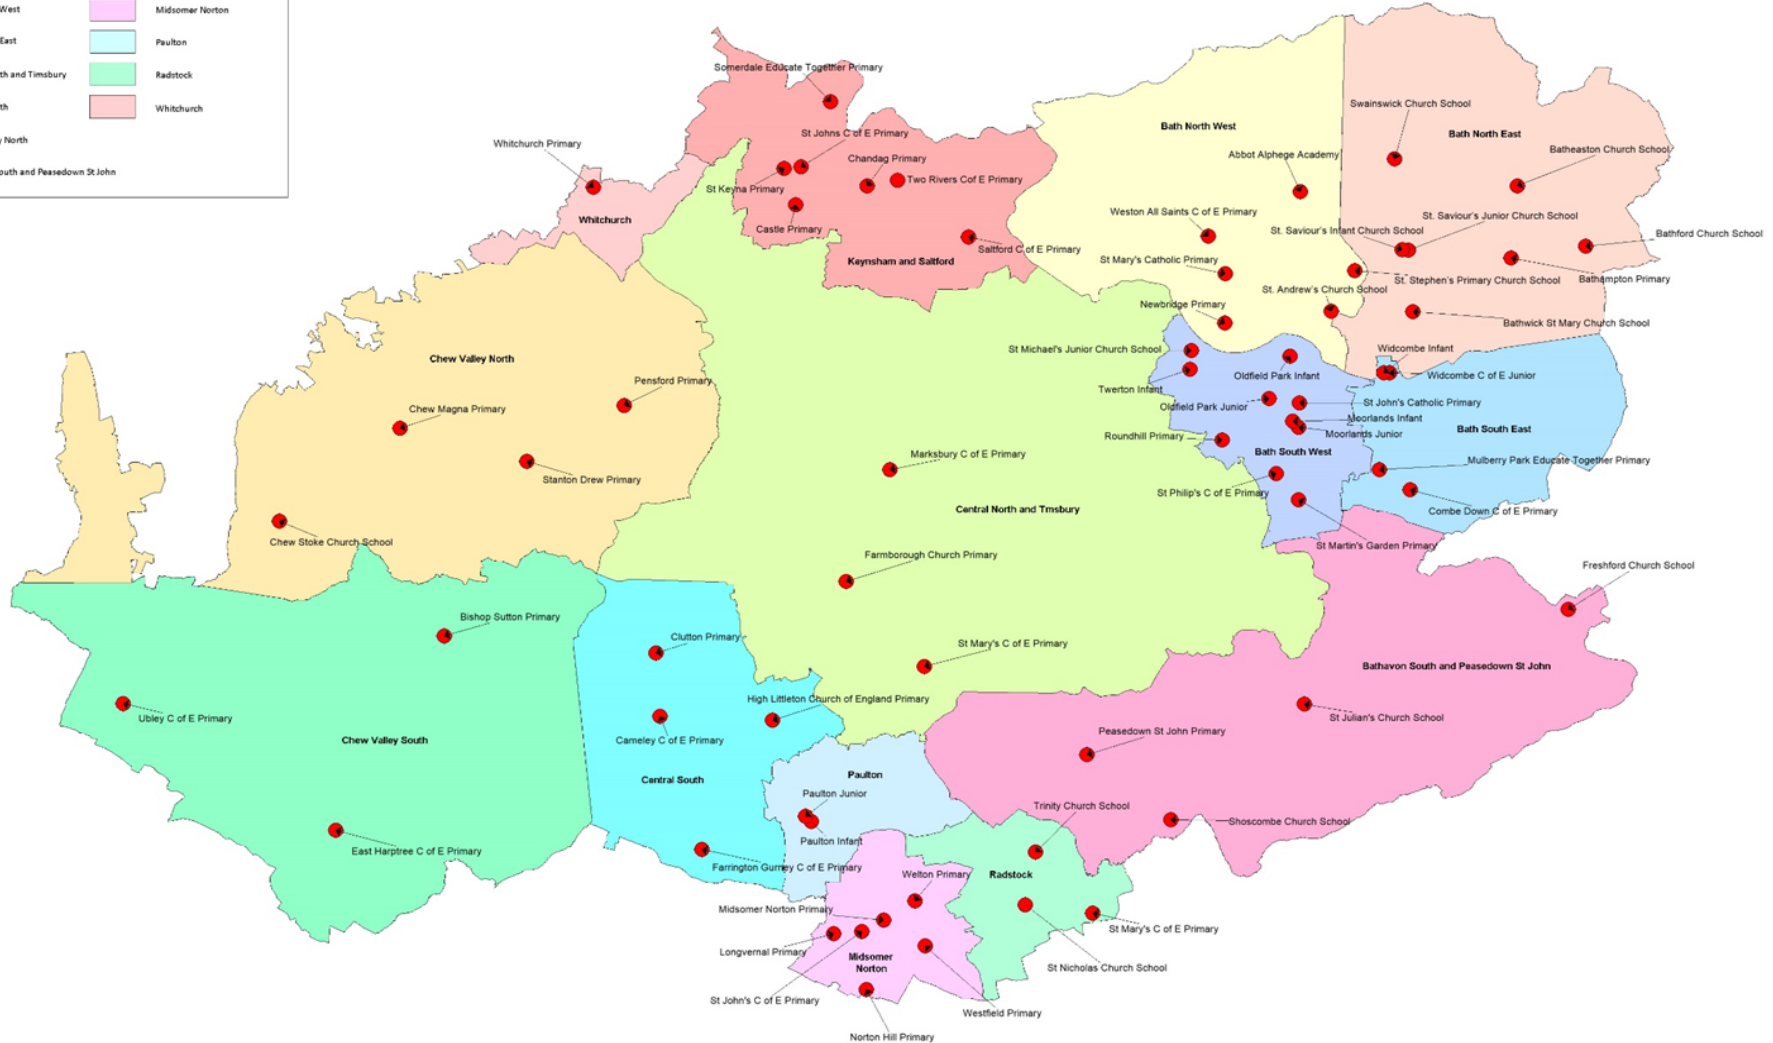 West
Midsomer Norton
East
Paulton
th and Timsbury
Radstock
th
Whitchurch
y North
outh and Peasedown St John
Somerdale Educate Together Primary
St Johns C of E Primary
Whitchurch Primary
Chandag Primary
Two Rivers Cof E Primary
St Keyna Primary
Castle Primary
Whitchurch
Saltford C of E Primary
Keynsham and Saltford
Bath North West
Abbot Alphege Academy
Weston All Saints C of E Primary
St Mary's Catholic Primary
Newbridge Primary
St. Andrew's Church School
Swainswick Church School
Bath North East
Batheaston Church School
St. Saviour's Junior Church School
St. Saviour's Infant Church School
Bathford Church School
St. Stephen's Primary Church School
Bathampton Primary
Bathwick St Mary Church School
Chew Valley North
Pensford Primary
Chew Magna Primary
Stanton Drew Primary
Chew Stoke Church School
St Michael's Junior Church School
Oldfield Park Infant
Twerton Infant
Oldfield Park Junior
St John's Catholic Primary
Moorlands Infant
Moorlands Junior
Roundhill Primary
Bath South West
St Philip's C of E Primary
St Martin's Garden Primary
Widcombe Infant
Widcombe C of E Junior
Bath South East
Mulberry Park Educate Together Primary
Combe Down C of E Primary
Marksbury C of E Primary
Central North and Tmsbury
Farmborough Church Primary
St Mary's C of E Primary
Freshford Church School
Bathavon South and Peasedown St John
St Julian's Church School
Peasedown St John Primary
Shoscombe Church School
Bishop Sutton Primary
Ubley C of E Primary
Chew Valley South
East Harptree C of E Primary
Clutton Primary
High Littleton Church of England Primary
Cameley C of E Primary
Central South
Farrington Gurney C of E Primary
Paulton
Paulton Junior
Paulton Infant
Trinity Church School
Radstock
St Mary's C of E Primary
St Nicholas Church School
Welton Primary
Midsomer Norton Primary
Longvernal Primary
Midsomer
Norton
St John's C of E Primary
Westfield Primary
Norton Hill Primary